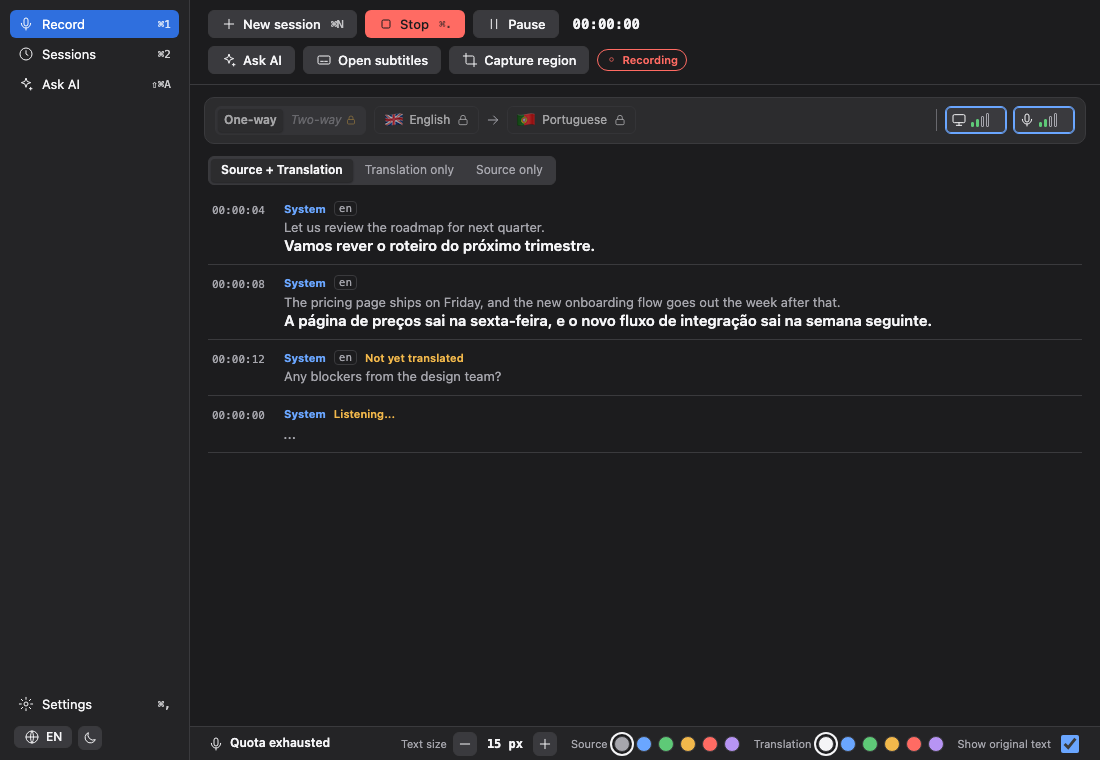 Record ⌘1
Sessions ⌘2
Ask AI ⇧⌘A
New session ⌘N
Stop ⌘.
Pause
00:00:00
Ask AI
Open subtitles
Capture region
Recording
One-way
Two-way
English
Portuguese
Source + Translation
Translation only
Source only
00:00:04 System en
Let us review the roadmap for next quarter.
Vamos rever o roteiro do próximo trimestre.
00:00:08 System en
The pricing page ships on Friday, and the new onboarding flow goes out the week after that.
A página de preços sai na sexta-feira, e o novo fluxo de integração sai na semana seguinte.
00:00:12 System en Not yet translated
Any blockers from the design team?
00:00:00 System Listening...
...
Settings ⌘,
EN
Quota exhausted
Text size
15 px
Source
Translation
Show original text